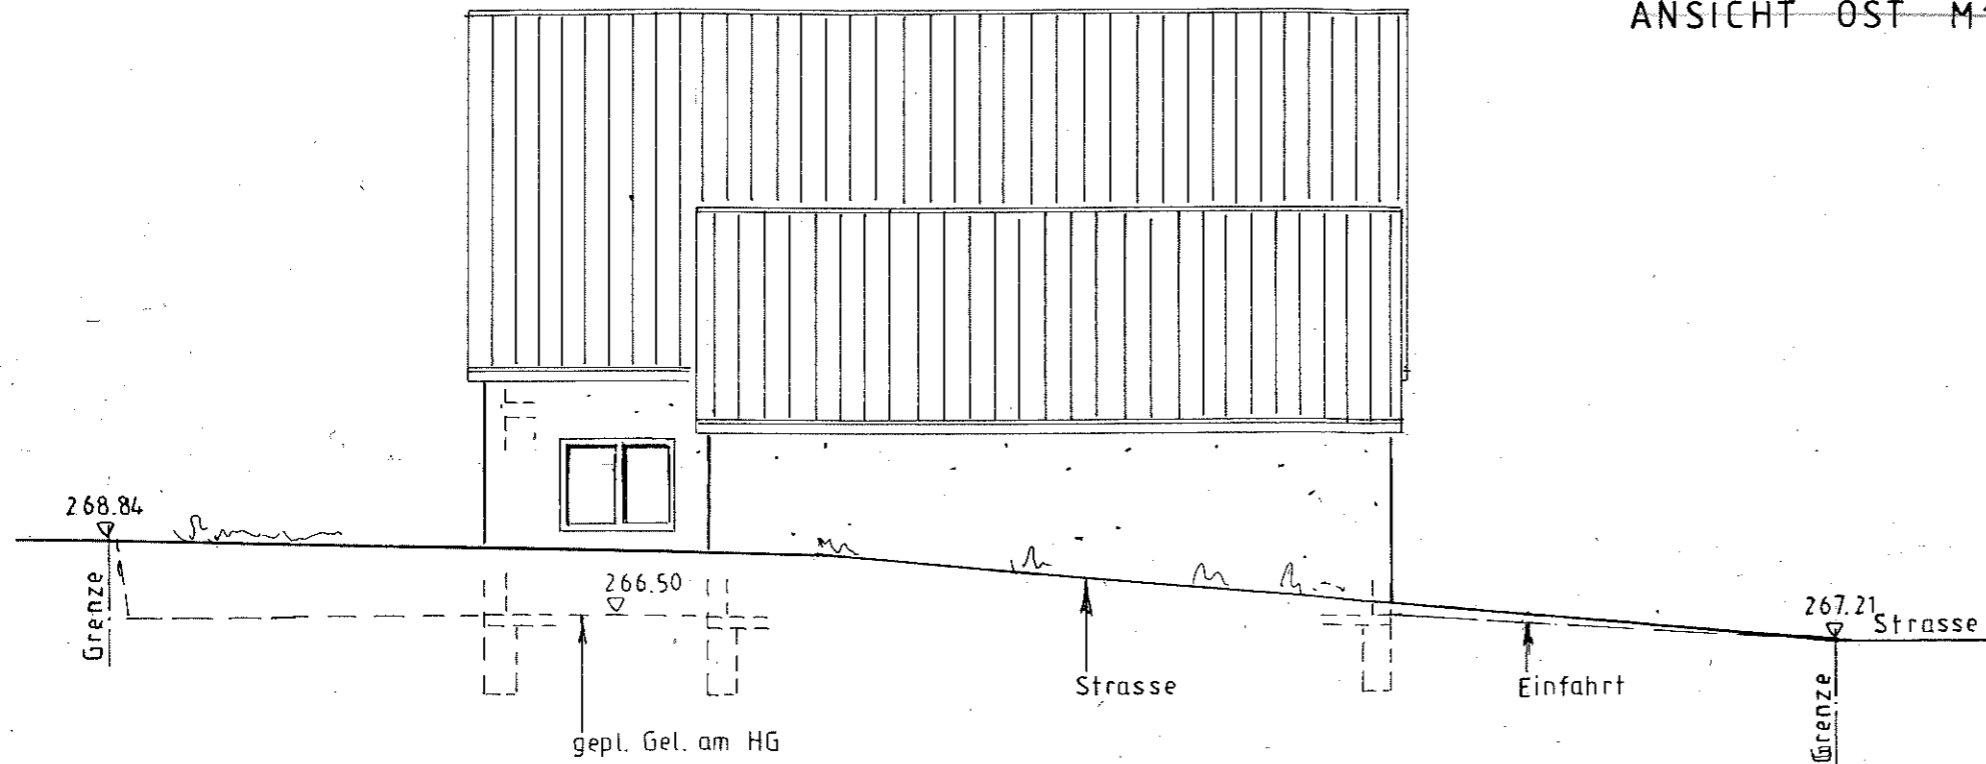 ANSICHT OST M
268.84
Grenze
266.50
267.21
Strasse
Strasse
Einfahrt
Grenze
gepl. Gel. am HG